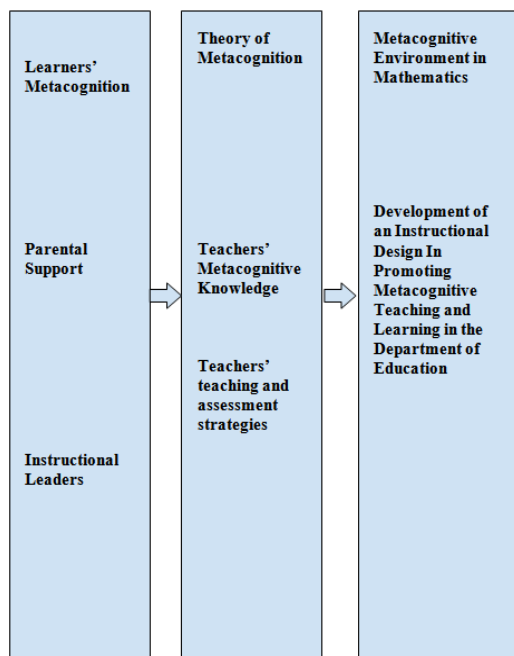 Learners’
Metacognition
Parental
Support
Instructional
Leaders
Theory of
Metacognition
Teachers’
Metacognitive
Knowledge
Teachers’
teaching and
assessment
strategies
Metacognitive
Environment in
Mathematics
Development of
an Instructional
Design In
Promoting
Metacognitive
Teaching and
Learning in the
Department of
Education